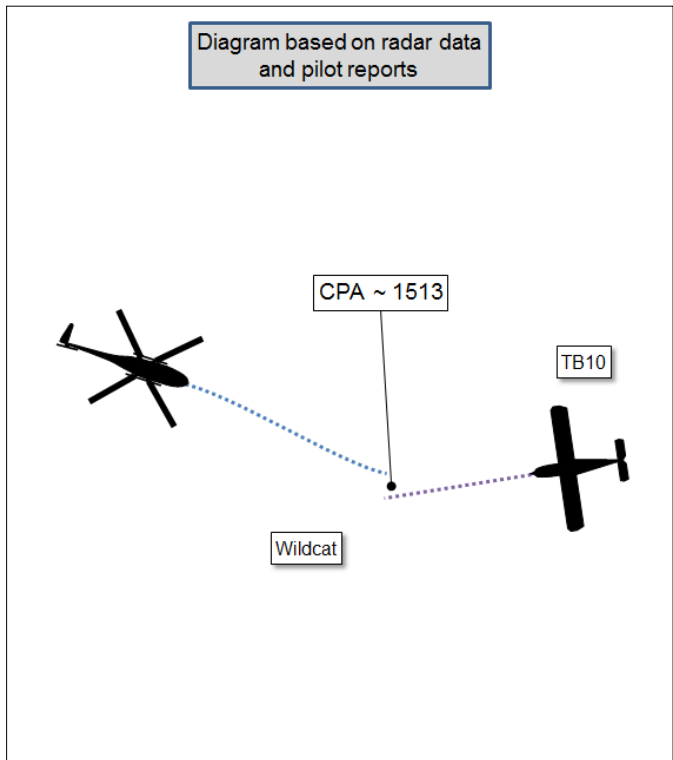 Diagram based on radar data
and pilot reports
CPA ~ 1513
TB10
Wildcat